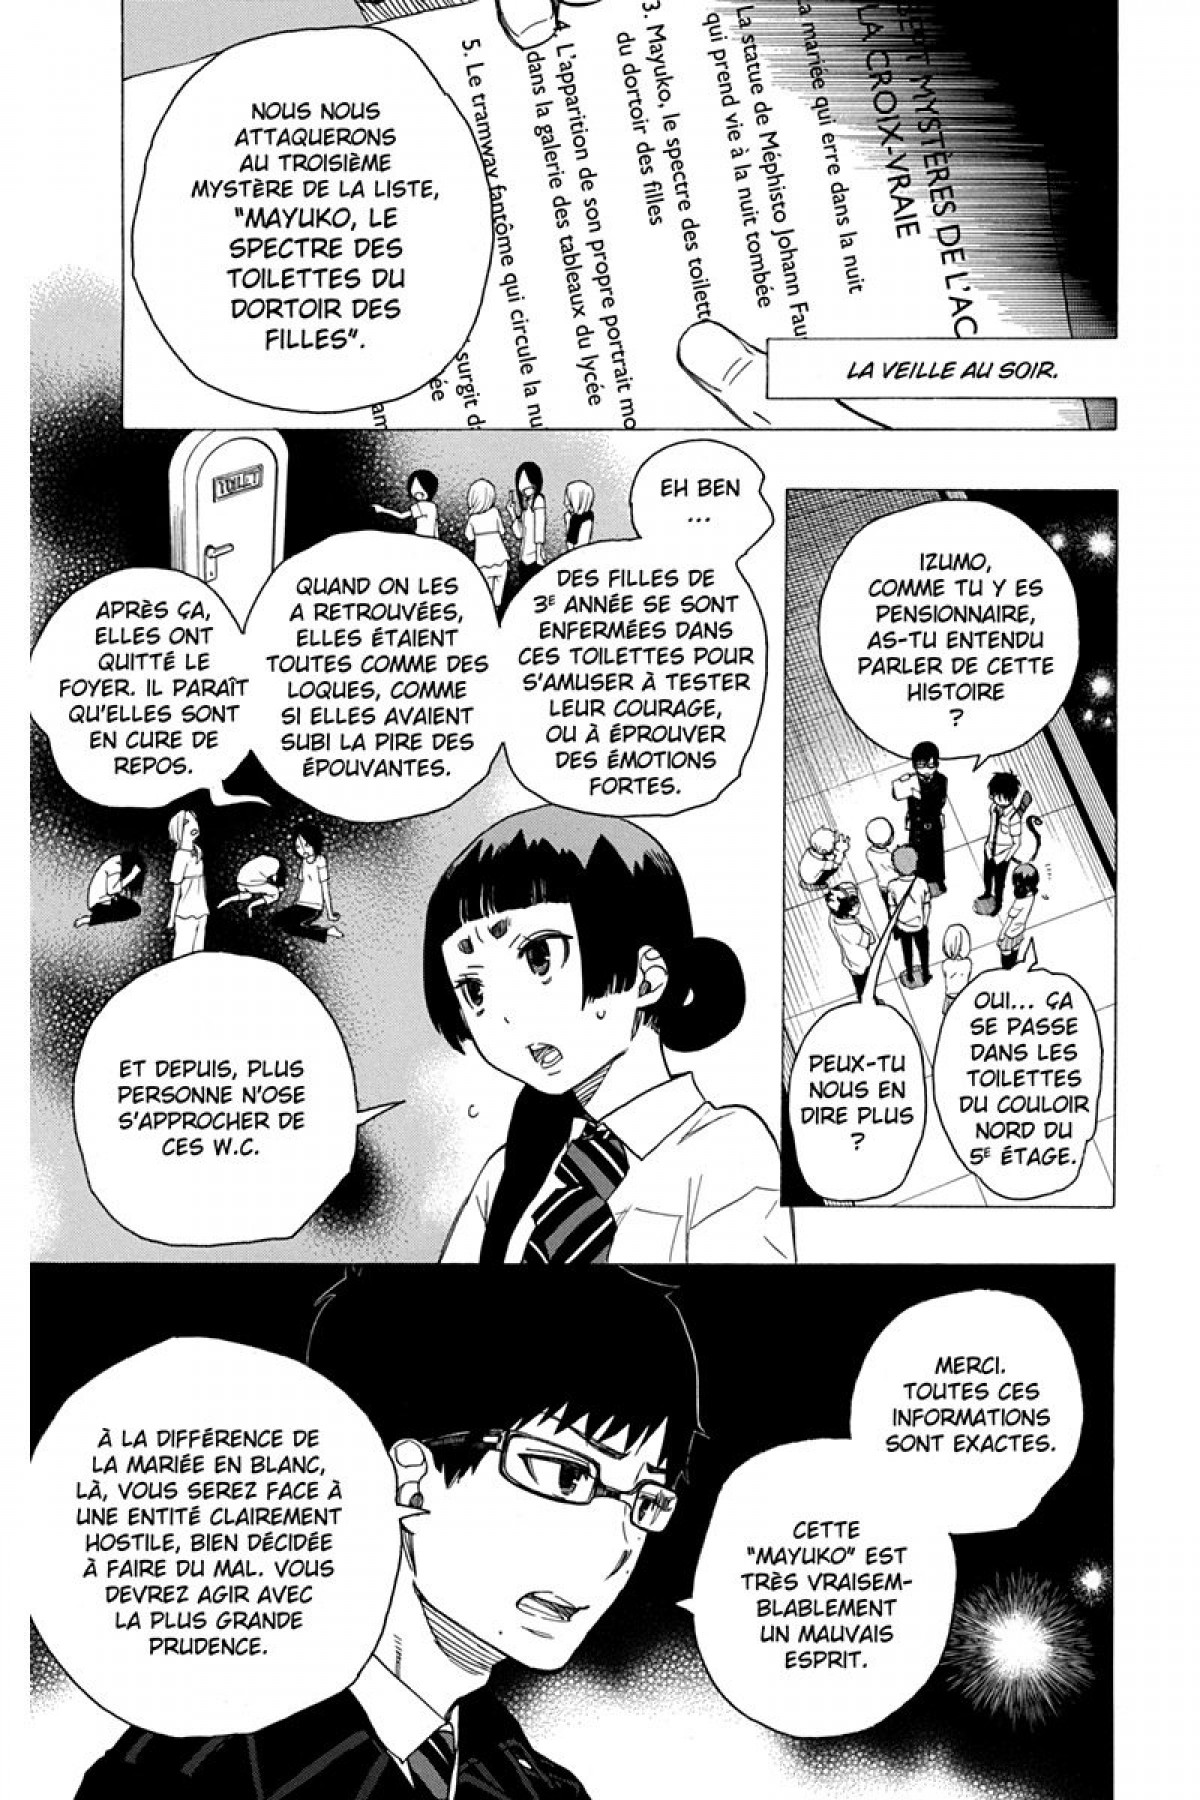 SEPT MYSTÈRES DE L'AC
LA CROIX-VRAIE
La mariée qui erre dans la nuit
La statue de Méphisto Johann Fau
qui prend vie à la nuit tombée
3. Mayuko, le spectre des toilett
du dortoir des filles
4. L'apparition de son propre portrait mo
dans la galerie des tableaux du lycée
5. Le tramway fantôme qui circule la nu
surgit d
ée
am
LA VEILLE AU SOIR.
NOUS NOUS
ATTAQUERONS
AU TROISIÈME
MYSTÈRE DE LA LISTE,
"MAYUKO, LE
SPECTRE DES
TOILETTES DU
DORTOIR DES
FILLES".
IZUMO,
COMME TU Y ES
PENSIONNAIRE,
AS-TU ENTENDU
PARLER DE CETTE
HISTOIRE
?
OUI... ÇA
SE PASSE
DANS LES
TOILETTES
DU COULOIR
NORD DU
5E ÉTAGE.
PEUX-TU
NOUS EN
DIRE PLUS
?
EH BEN
...
DES FILLES DE
3E ANNÉE SE SONT
ENFERMÉES DANS
CES TOILETTES POUR
S'AMUSER À TESTER
LEUR COURAGE,
OU À ÉPROUVER
DES ÉMOTIONS
FORTES.
TOILET
QUAND ON LES
A RETROUVÉES,
ELLES ÉTAIENT
TOUTES COMME DES
LOQUES, COMME
SI ELLES AVAIENT
SUBI LA PIRE DES
ÉPOUVANTES.
APRÈS ÇA,
ELLES ONT
QUITTÉ LE
FOYER. IL PARAÎT
QU'ELLES SONT
EN CURE DE
REPOS.
ET DEPUIS, PLUS
PERSONNE N'OSE
S'APPROCHER DE
CES W.C.
MERCI.
TOUTES CES
INFORMATIONS
SONT EXACTES.
CETTE
"MAYUKO" EST
TRÈS VRAISEM-
BLABLEMENT
UN MAUVAIS
ESPRIT.
À LA DIFFÉRENCE DE
LA MARIÉE EN BLANC,
LÀ, VOUS SEREZ FACE À
UNE ENTITÉ CLAIREMENT
HOSTILE, BIEN DÉCIDÉE
À FAIRE DU MAL. VOUS
DEVREZ AGIR AVEC
LA PLUS GRANDE
PRUDENCE.